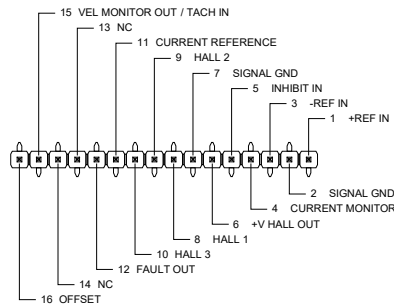 15 VEL MONITOR OUT / TACH IN
13 NC
11 CURRENT REFERENCE
9 HALL 2
7 SIGNAL GND
5 INHIBIT IN
3 -REF IN
1 +REF IN
2 SIGNAL GND
4 CURRENT MONITOR
6 +V HALL OUT
8 HALL 1
10 HALL 3
12 FAULT OUT
14 NC
16 OFFSET